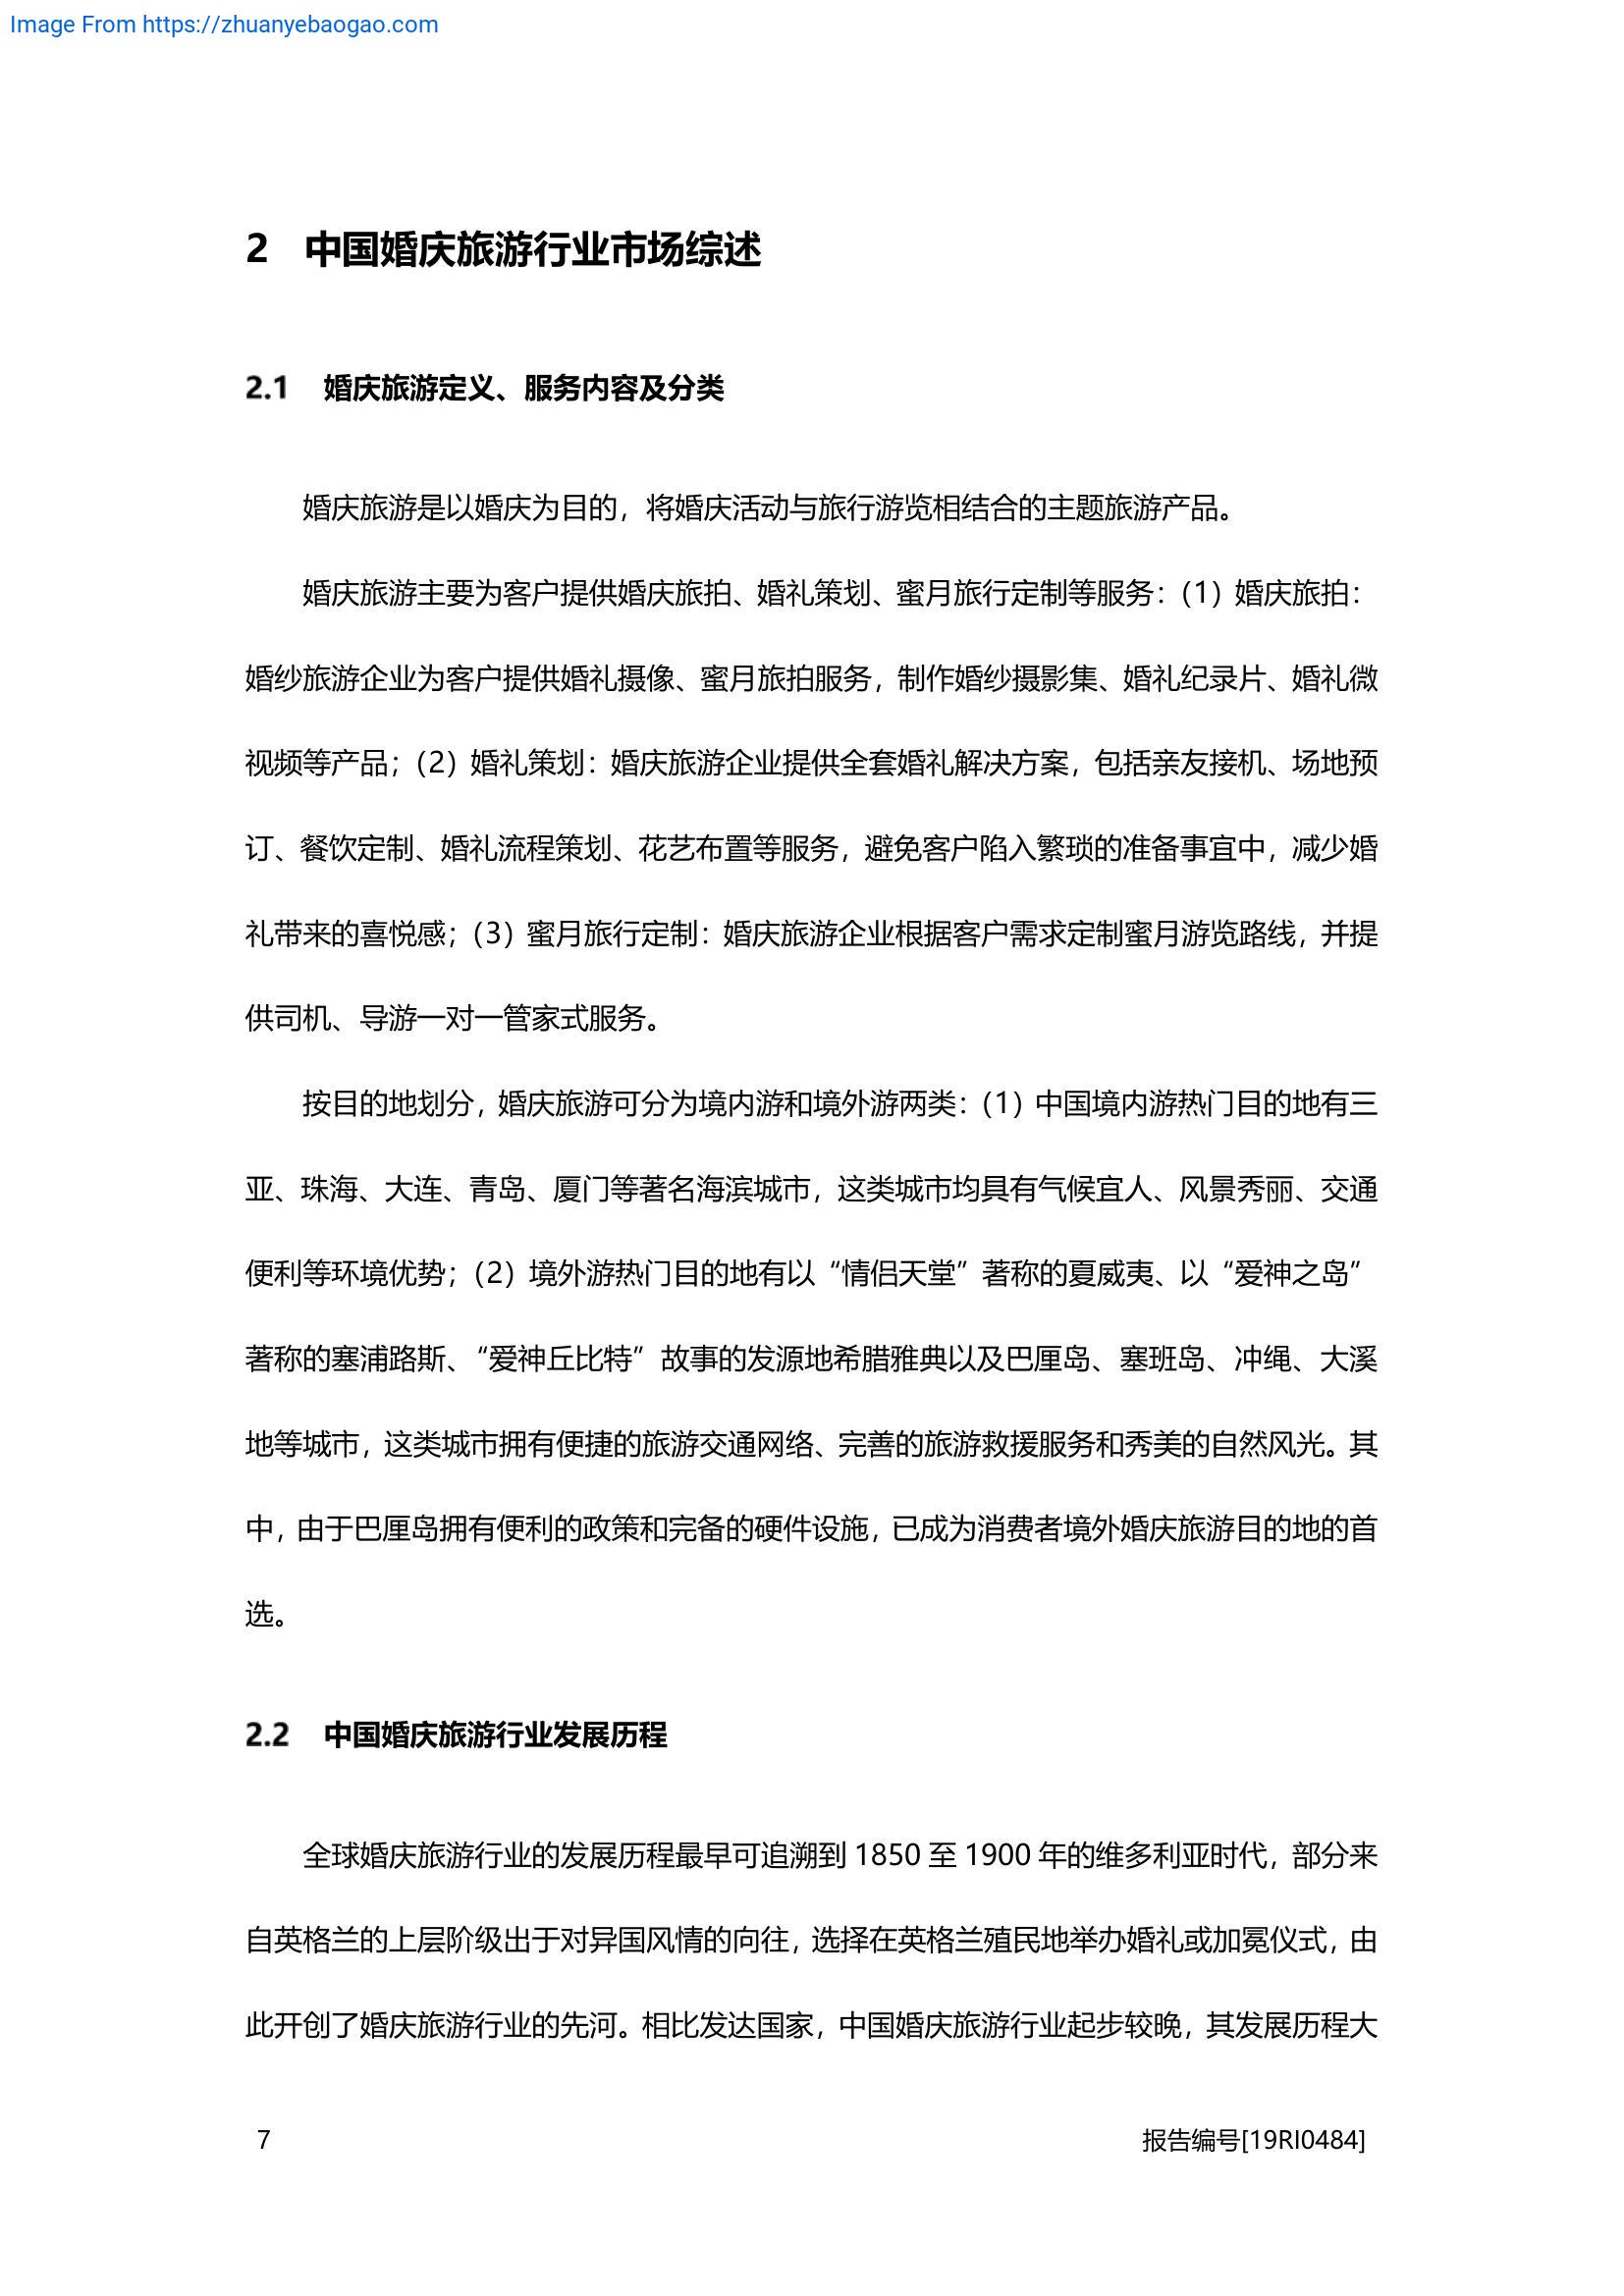 Image From https://zhuanyebaogao.com
2 中国婚庆旅游行业市场综述
2.1 婚庆旅游定义、服务内容及分类
婚庆旅游是以婚庆为目的，将婚庆活动与旅行游览相结合的主题旅游产品。
婚庆旅游主要为客户提供婚庆旅拍、婚礼策划、蜜月旅行定制等服务：（1）婚庆旅拍：
婚纱旅游企业为客户提供婚礼摄像、蜜月旅拍服务，制作婚纱摄影集、婚礼纪录片、婚礼微
视频等产品；（2）婚礼策划：婚庆旅游企业提供全套婚礼解决方案，包括亲友接机、场地预
订、餐饮定制、婚礼流程策划、花艺布置等服务，避免客户陷入繁琐的准备事宜中，减少婚
礼带来的喜悦感；（3）蜜月旅行定制：婚庆旅游企业根据客户需求定制蜜月游览路线，并提
供司机、导游一对一管家式服务。
按目的地划分，婚庆旅游可分为境内游和境外游两类：（1）中国境内游热门目的地有三
亚、珠海、大连、青岛、厦门等著名海滨城市，这类城市均具有气候宜人、风景秀丽、交通
便利等环境优势；（2）境外游热门目的地有以“情侣天堂”著称的夏威夷、以“爱神之岛”
著称的塞浦路斯、“爱神丘比特”故事的发源地希腊雅典以及巴厘岛、塞班岛、冲绳、大溪
地等城市，这类城市拥有便捷的旅游交通网络、完善的旅游救援服务和秀美的自然风光。其
中，由于巴厘岛拥有便利的政策和完备的硬件设施，已成为消费者境外婚庆旅游目的地的首
选。
2.2 中国婚庆旅游行业发展历程
全球婚庆旅游行业的发展历程最早可追溯到 1850 至 1900 年的维多利亚时代，部分来
自英格兰的上层阶级出于对异国风情的向往，选择在英格兰殖民地举办婚礼或加冕仪式，由
此开创了婚庆旅游行业的先河。相比发达国家，中国婚庆旅游行业起步较晚，其发展历程大
7 报告编号[19RI0484]